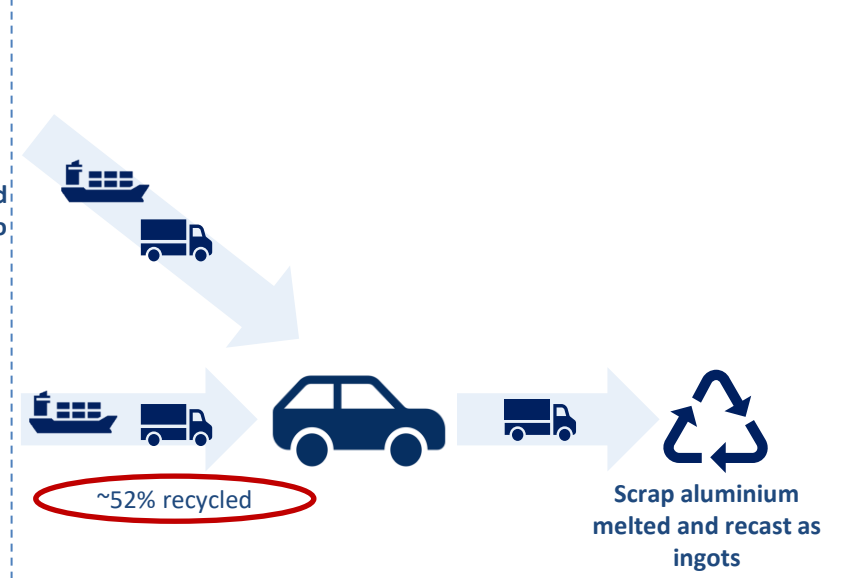 ~52% recycled
Scrap aluminium
melted and recast as
ingots